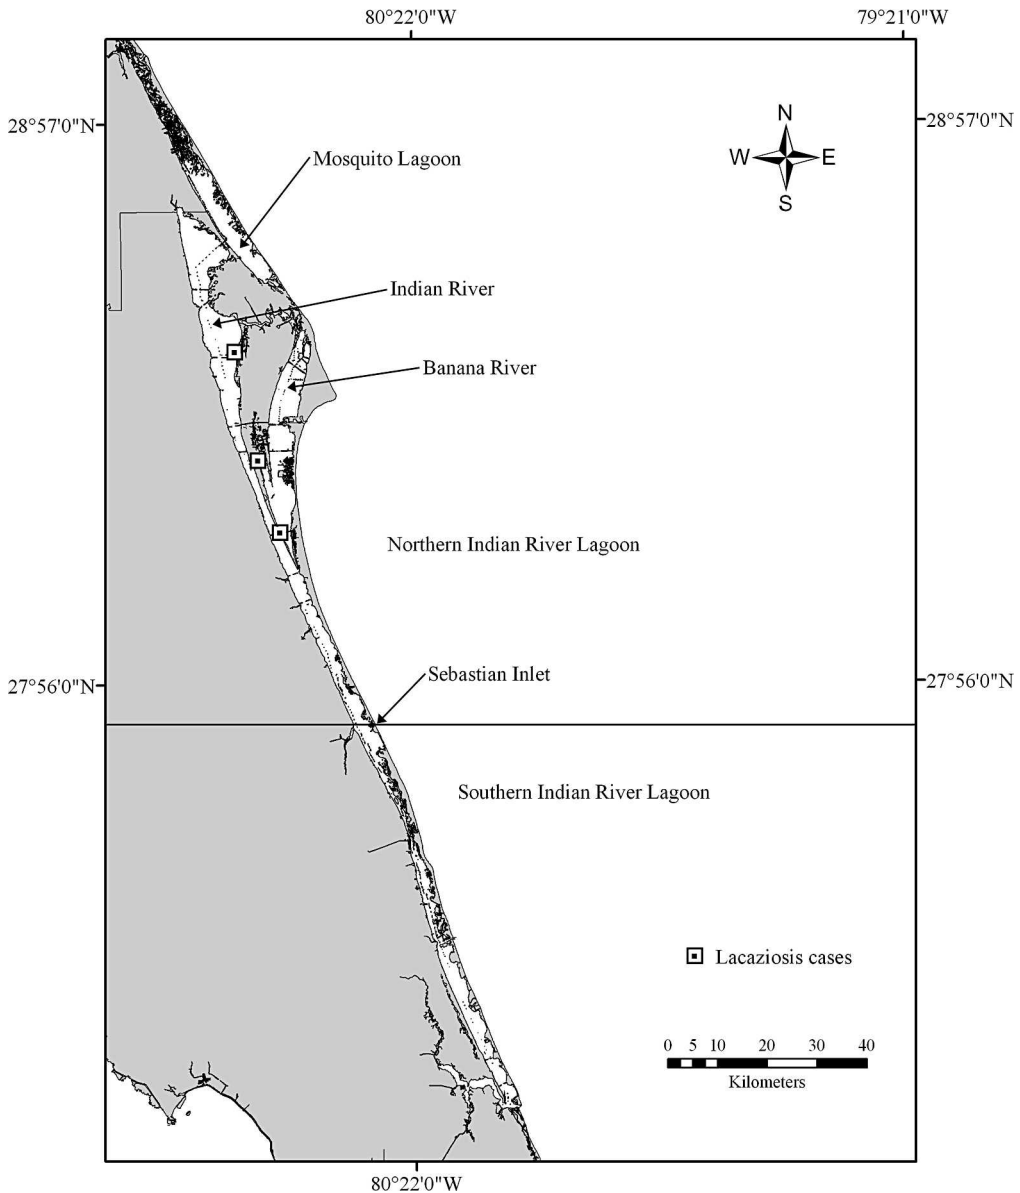 80°22'0"W
79°21'0"W
28°57'0"N
28°57'0"N
N
W
E
S
Mosquito Lagoon
Indian River
Banana River
Northern Indian River Lagoon
Sebastian Inlet
27°56'0"N
27°56'0"N
Southern Indian River Lagoon
Lacaziosis cases
0 5 10 20 30 40
Kilometers
80°22'0"W